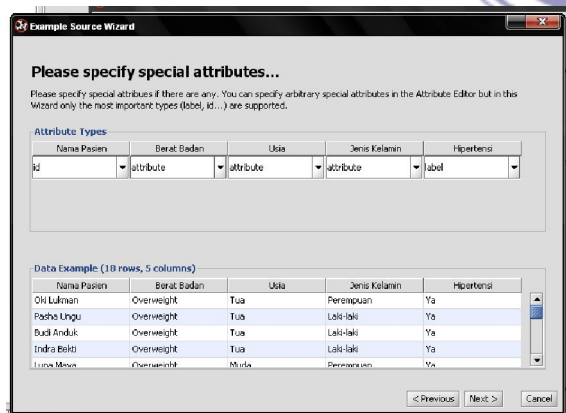 Example Source Wizard
Please specify special attributes...
Please specify special attribues if there are any. You can specify arbitrary special attributes in the Attribute Editor but in this
Wizard only the most important types (label, id...) are supported.
Attribute Types
Nama Pasien Berat Badan Usia Jenis Kelamin Hipertensi
id attribute attribute attribute label
Data Example (18 rows, 5 columns)
Nama Pasien Berat Badan Usia Jenis Kelamin Hipertensi
Oki Lukman Overweight Tua Perempuan Ya
Pasha Ungu Overweight Tua Laki-laki Ya
Budi Anduk Overweight Tua Laki-laki Ya
Indra Bekti Overweight Tua Laki-laki Ya
Luna Maya Overweight Muda Perempuan Ya
< Previous Next > Cancel